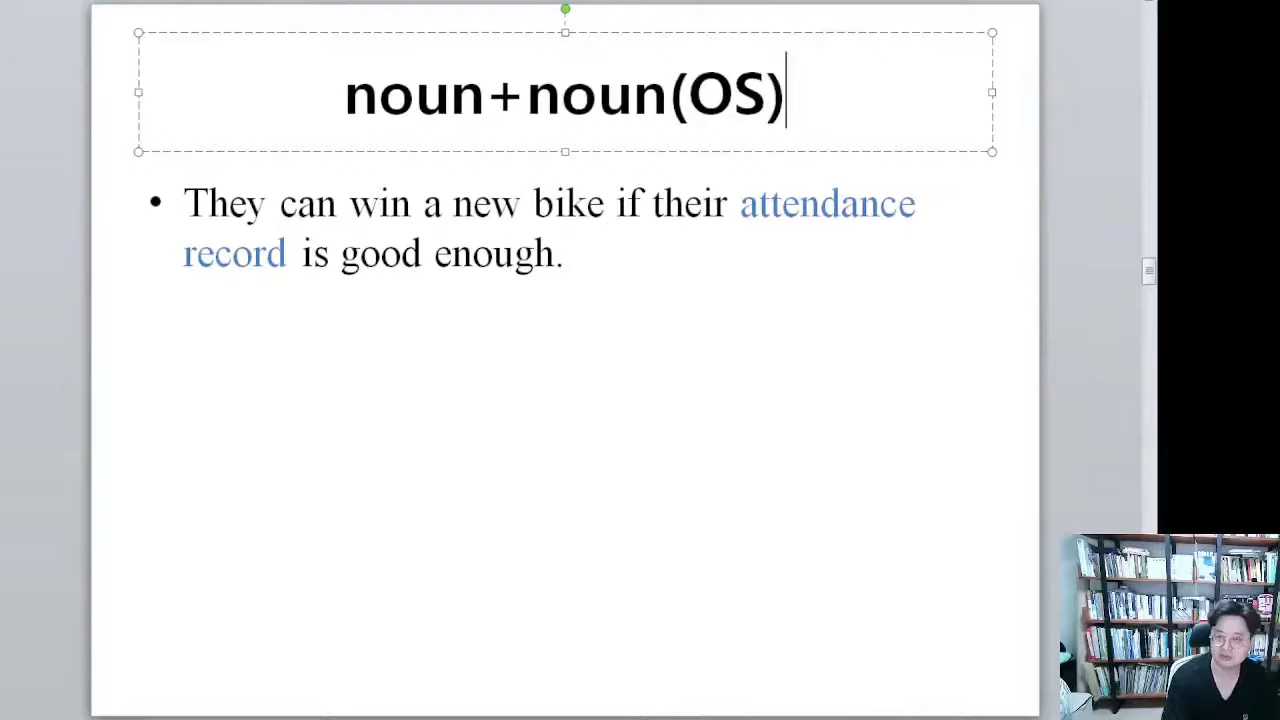 noun+noun(OS)
• They can win a new bike if their attendance
record is good enough.